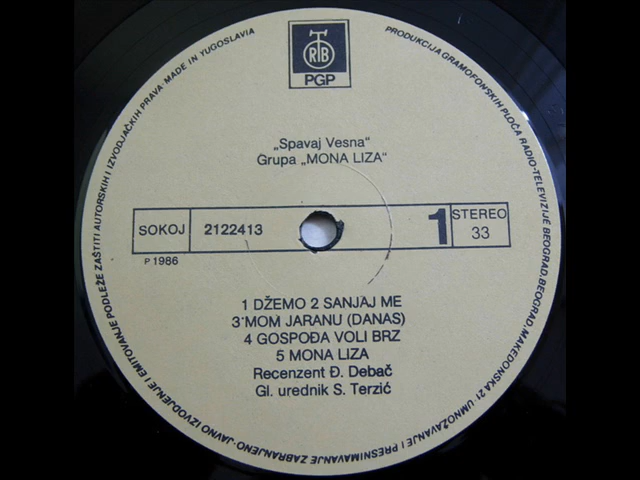 RTB
PGP
„Spavaj Vesna“
Grupa „MONA LIZA“
SOKOJ
2122413
1
STEREO
33
P 1986
1 DŽEMO 2 SANJAJ ME
3 MOM JARANU (DANAS)
4 GOSPOĐA VOLI BRZ
5 MONA LIZA
Recenzent Đ. Debač
Gl. urednik S. Terzić
PRODUKCIJA GRAMOFONSKIH PLOČA RADIO-TELEVIZIJE BEOGRAD, BEOGRAD, MAKEDONSKA 21 - UMNOŽAVANJE I PRESNIMAVANJE ZABRANJENO - JAVNO IZVODJENJE I EMITOVANJE PODLEŽE ZAŠTITI AUTORSKIH I IZVODJAČKIH PRAVA · MADE IN YUGOSLAVIA